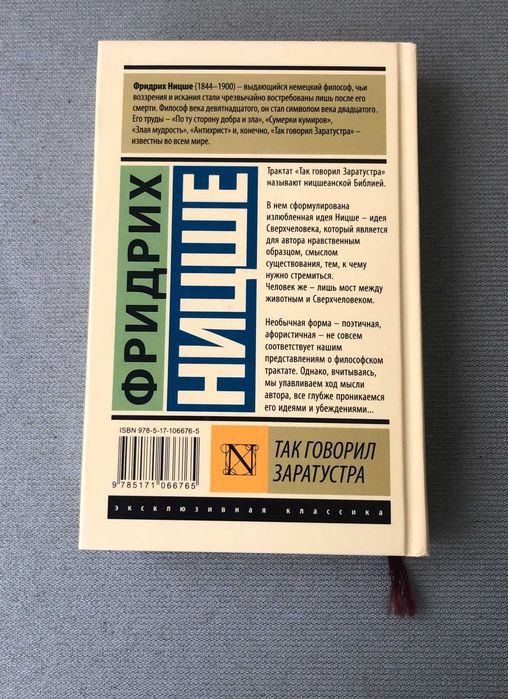 Фридрих Ницше (1844–1900) – выдающийся немецкий философ, чьи
воззрения и искания стали чрезвычайно востребованы лишь после его
смерти. Философ века девятнадцатого, он стал символом века двадцатого.
Его труды – «По ту сторону добра и зла», «Сумерки кумиров»,
«Злая мудрость», «Антихрист» и, конечно, «Так говорил Заратустра» –
известны во всем мире.
ФРИДРИХ
НИЦШЕ
Трактат «Так говорил Заратустра»
называют ницшеанской Библией.
В нем сформулирована
излюбленная идея Ницше – идея
Сверхчеловека, который является
для автора нравственным
образцом, смыслом
существования, тем, к чему
нужно стремиться.
Человек же – лишь мост между
животным и Сверхчеловеком.
Необычная форма – поэтичная,
афористичная – не совсем
соответствует нашим
представлениям о философском
трактате. Однако, вчитываясь,
мы улавливаем ход мысли
автора, все глубже проникаемся
его идеями и убеждениями...
ISBN 978-5-17-106676-5
9 785171 066765
N
ТАК ГОВОРИЛ
ЗАРАТУСТРА
эксклюзивная классика